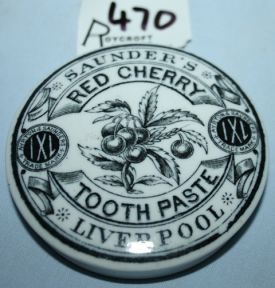 470
ROYCROFT
SAUNDER'S
RED CHERRY
IXL
TRADE MARK
IXL
TRADE MARK
TOOTH PASTE
LIVERPOOL